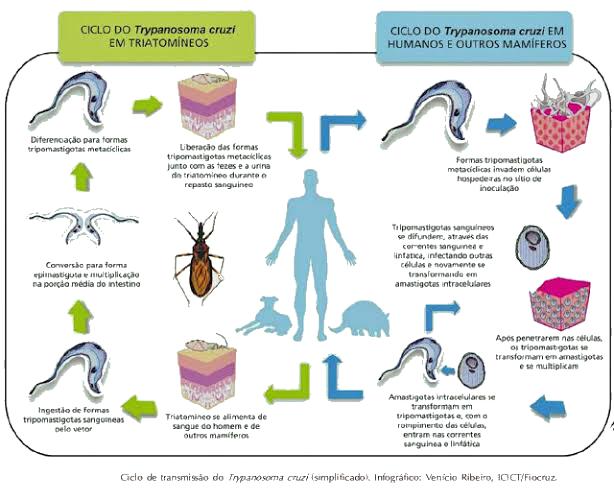 CICLO DO Trypanosoma cruzi
EM TRIATOMÍNEOS
CICLO DO Trypanosoma cruzi EM
HUMANOS E OUTROS MAMÍFEROS
Diferenciação para formas
tripomastigotas metacíclicas
Liberação das formas
tripomastigotas metacíclicas
junto com as fezes e a urina
do triatomíneo durante o
repasto sanguíneo
Formas tripomastigotas
metacíclicas invadem células
hospedeiras no sítio de
inoculação
Conversão para forma
epimastigota e multiplicação
na porção média do intestino
Tripomastigotas sanguíneos
se difundem, através das
correntes sanguínea e
linfática, infectando outras
células e novamente se
transformando em
amastigotas intracelulares
Após penetrarem nas células,
os tripomastigotas se
transformam em amastigotas
e se multiplicam
Ingestão de formas
tripomastigotas sanguíneas
pelo vetor
Triatomíneo se alimenta de
sangue do homem e de
outros mamíferos
Amastigotas intracelulares se
transformam em
tripomastigotas e, com o
rompimento das células,
entram nas correntes
sanguínea e linfática
Ciclo de transmissão do Trypanosoma cruzi (simplificado). Infográfico: Venício Ribeiro, ICICT/Fiocruz.